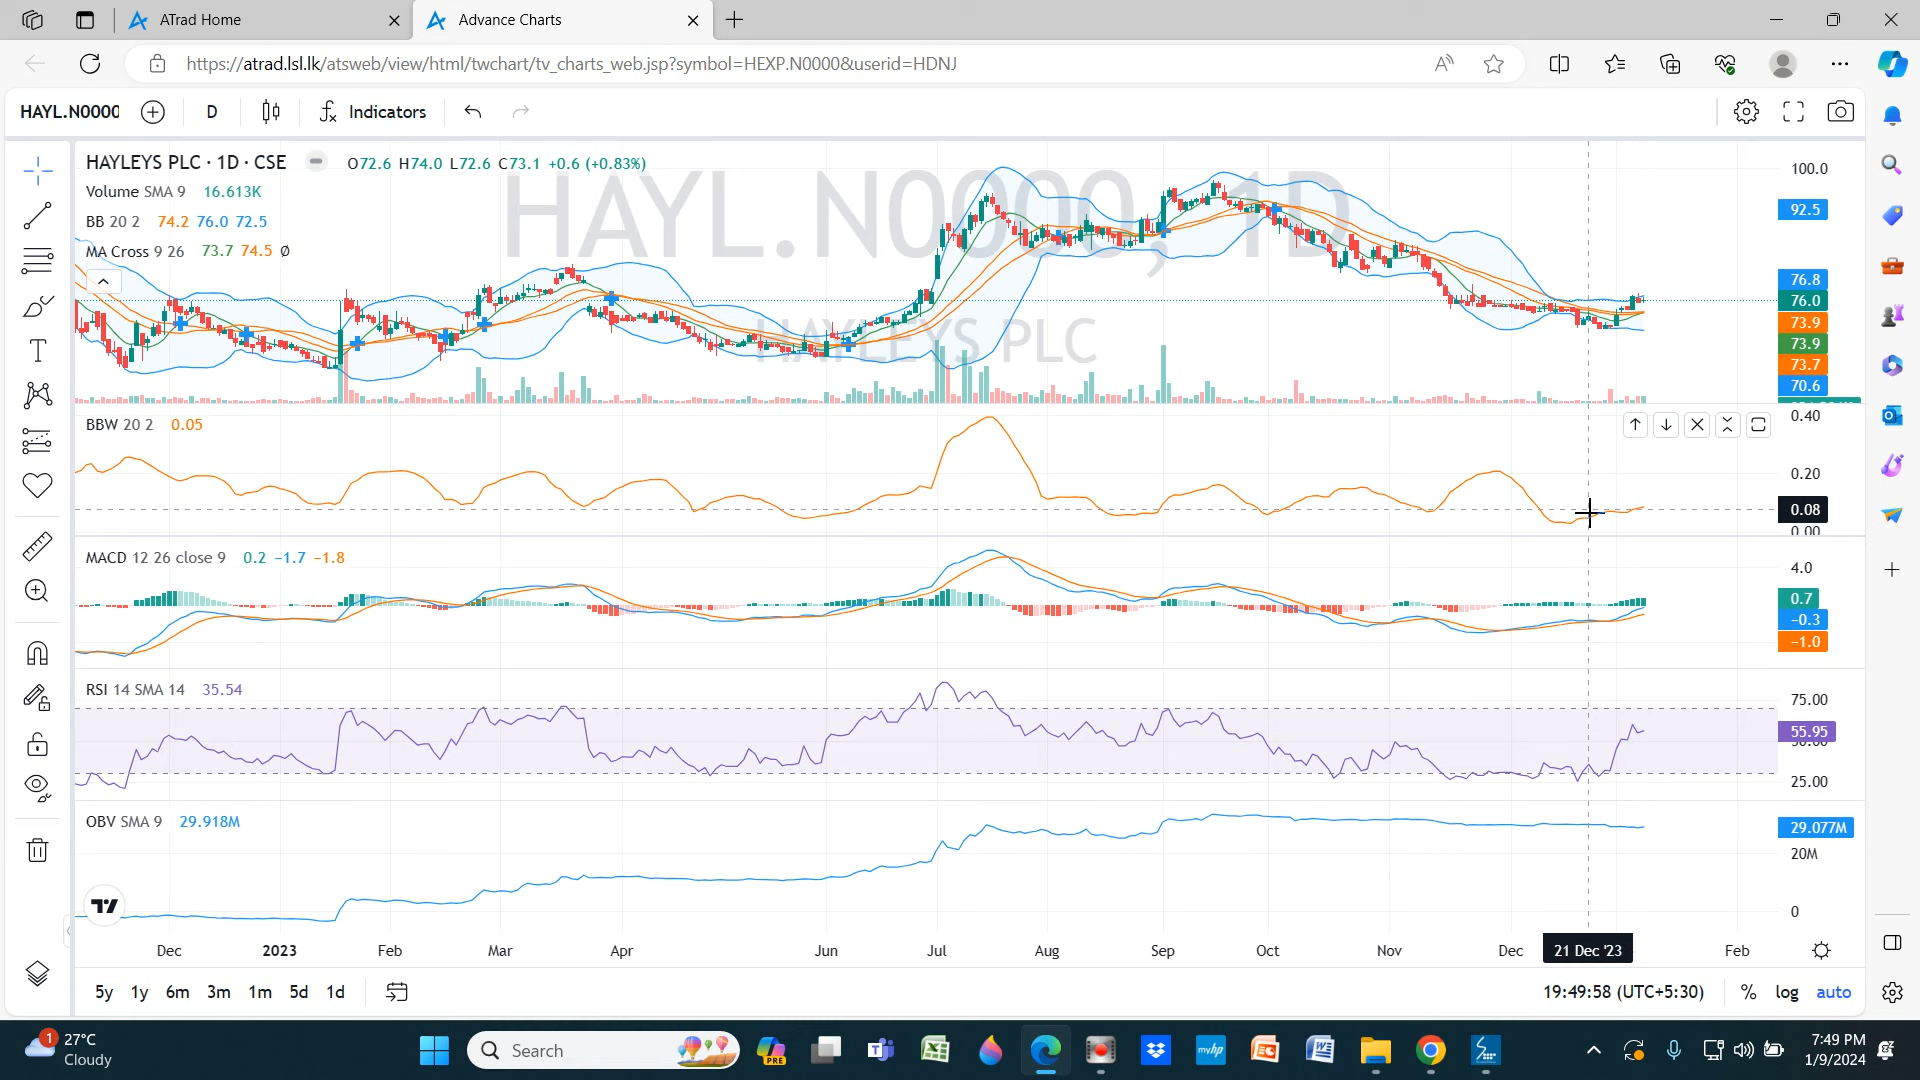 ATrad Home
Advance Charts
https://atrad.lsl.lk/atsweb/view/html/twchart/tv_charts_web.jsp?symbol=HEXP.N0000&userid=HDNJ
HAYL.N0000
D
Indicators
HAYL.N0000, 1D
HAYLEYS PLC
HAYLEYS PLC · 1D · CSE
O72.6 H74.0 L72.6 C73.1 +0.6 (+0.83%)
Volume SMA 9 16.613K
BB 20 2 74.2 76.0 72.5
MA Cross 9 26 73.7 74.5 Ø
100.0
92.5
76.8
76.0
73.9
73.9
73.7
70.6
BBW 20 2 0.05
0.40
0.20
0.08
0.00
MACD 12 26 close 9 0.2 −1.7 −1.8
4.0
0.7
−0.3
−1.0
RSI 14 SMA 14 35.54
75.00
55.95
50.00
25.00
OBV SMA 9 29.918M
29.077M
20M
0
Dec 2023 Feb Mar Apr Jun Jul Aug Sep Oct Nov Dec 21 Dec '23 Feb
5y 1y 6m 3m 1m 5d 1d
19:49:58 (UTC+5:30) % log auto
1
27°C
Cloudy
Search
PRE
myhp
7:49 PM
1/9/2024